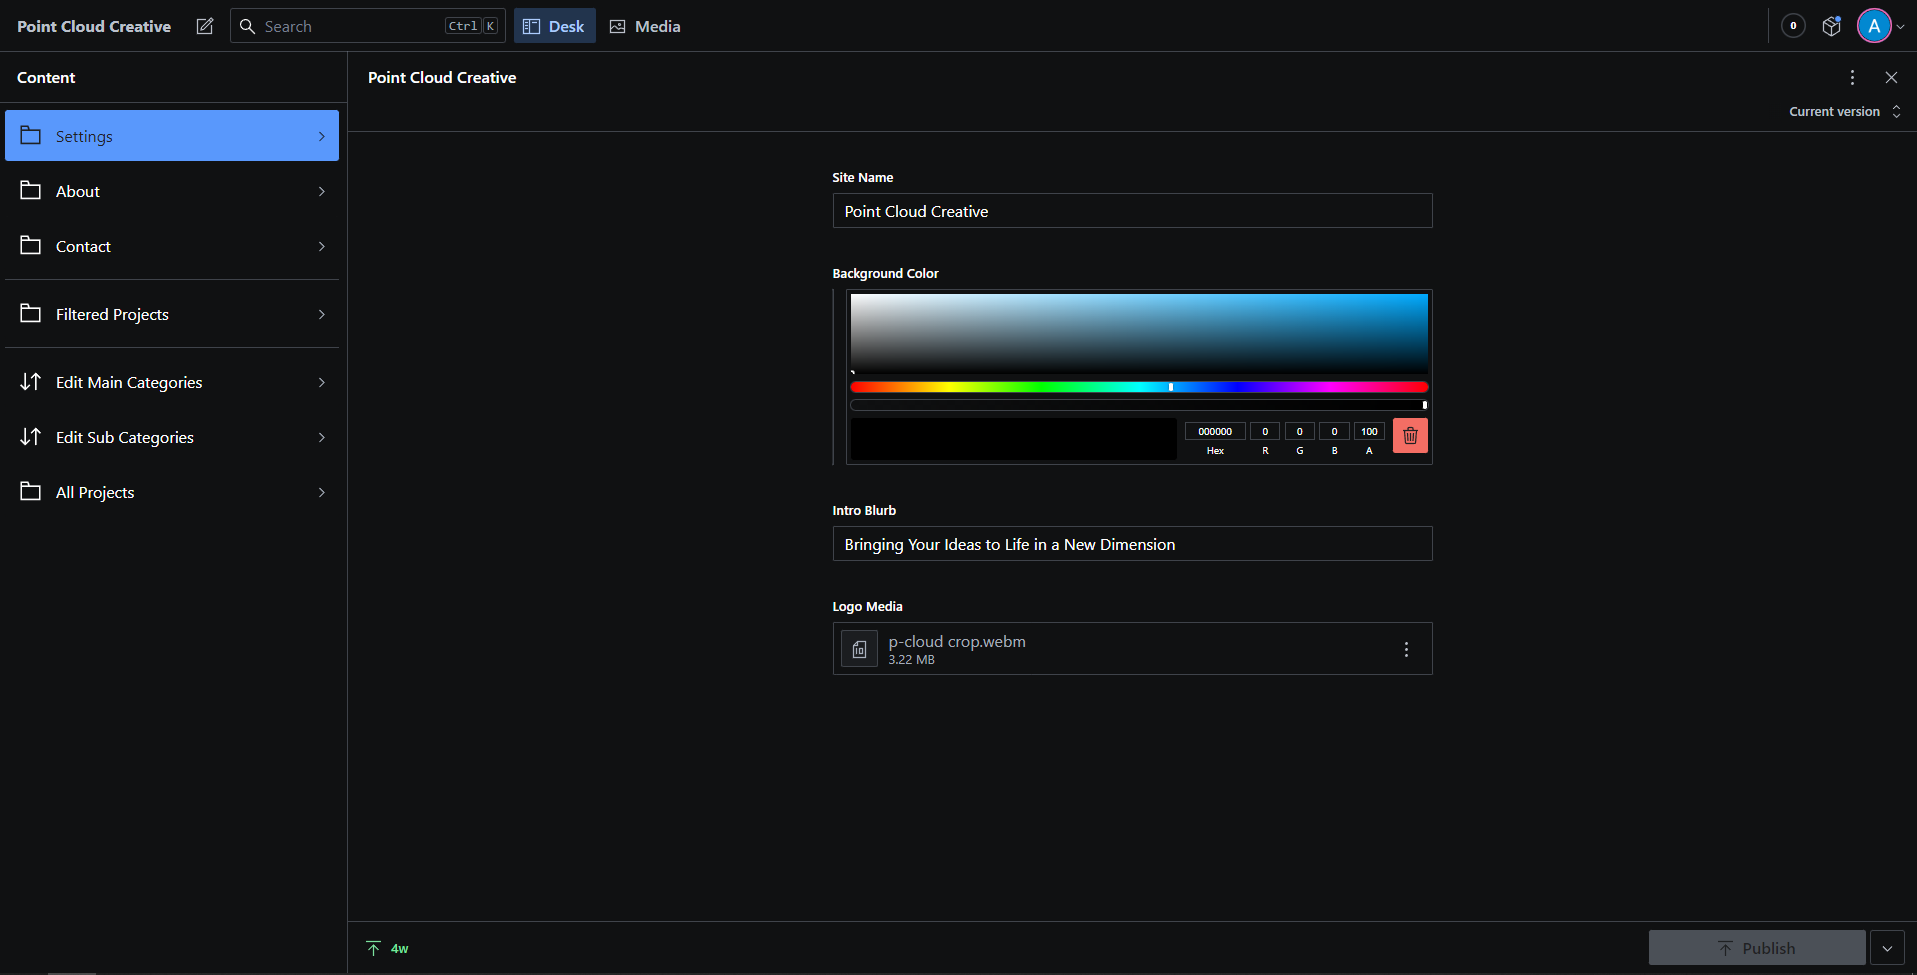 Point Cloud Creative
Search
Ctrl K
Desk
Media
0
A
Content
Settings
About
Contact
Filtered Projects
Edit Main Categories
Edit Sub Categories
All Projects
Point Cloud Creative
Current version
Site Name
Point Cloud Creative
Background Color
000000 0 0 0 100
Hex R G B A
Intro Blurb
Bringing Your Ideas to Life in a New Dimension
Logo Media
p-cloud crop.webm
3.22 MB
4w
Publish